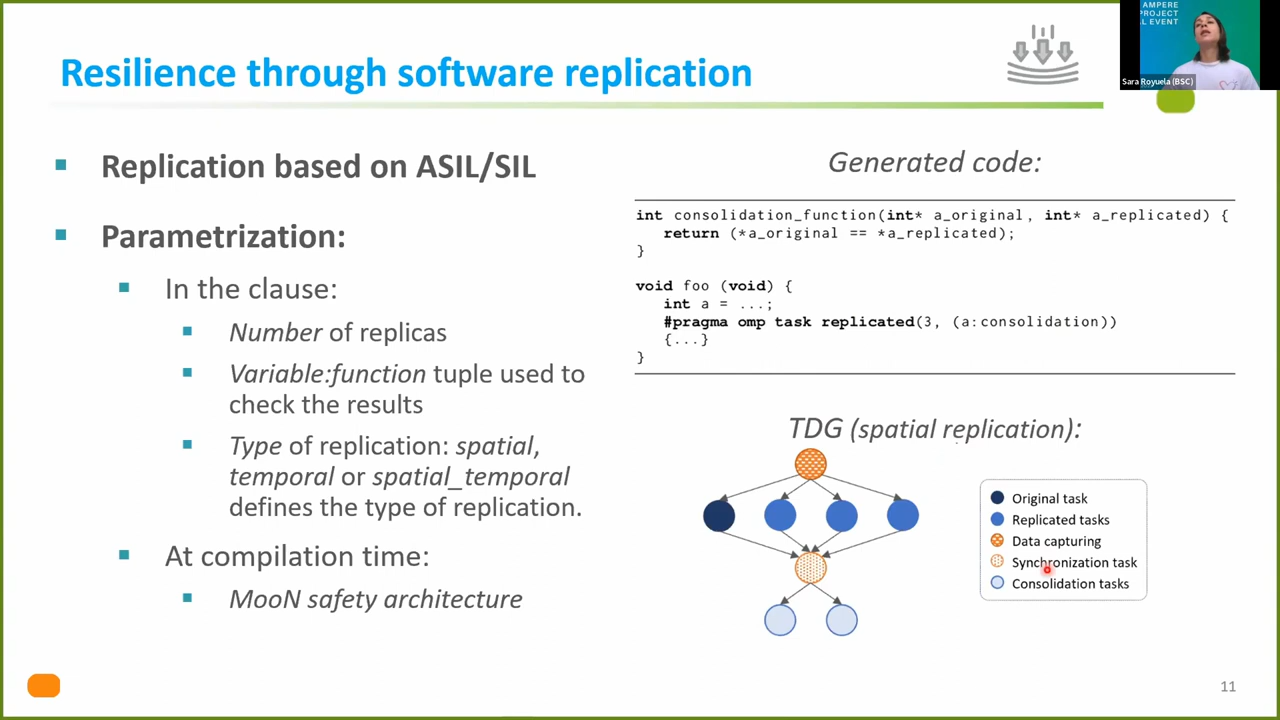 AMPERE
PROJECT
L EVENT
Sara Royuela (BSC)
Resilience through software replication
Replication based on ASIL/SIL
Parametrization:
In the clause:
Number of replicas
Variable:function tuple used to
check the results
Type of replication: spatial,
temporal or spatial_temporal
defines the type of replication.
At compilation time:
MooN safety architecture
Generated code:
int consolidation_function(int* a_original, int* a_replicated) {
return (*a_original == *a_replicated);
}
void foo (void) {
int a = ...;
#pragma omp task replicated(3, (a:consolidation))
{...}
}
TDG (spatial replication):
Original task
Replicated tasks
Data capturing
Synchronization task
Consolidation tasks
11